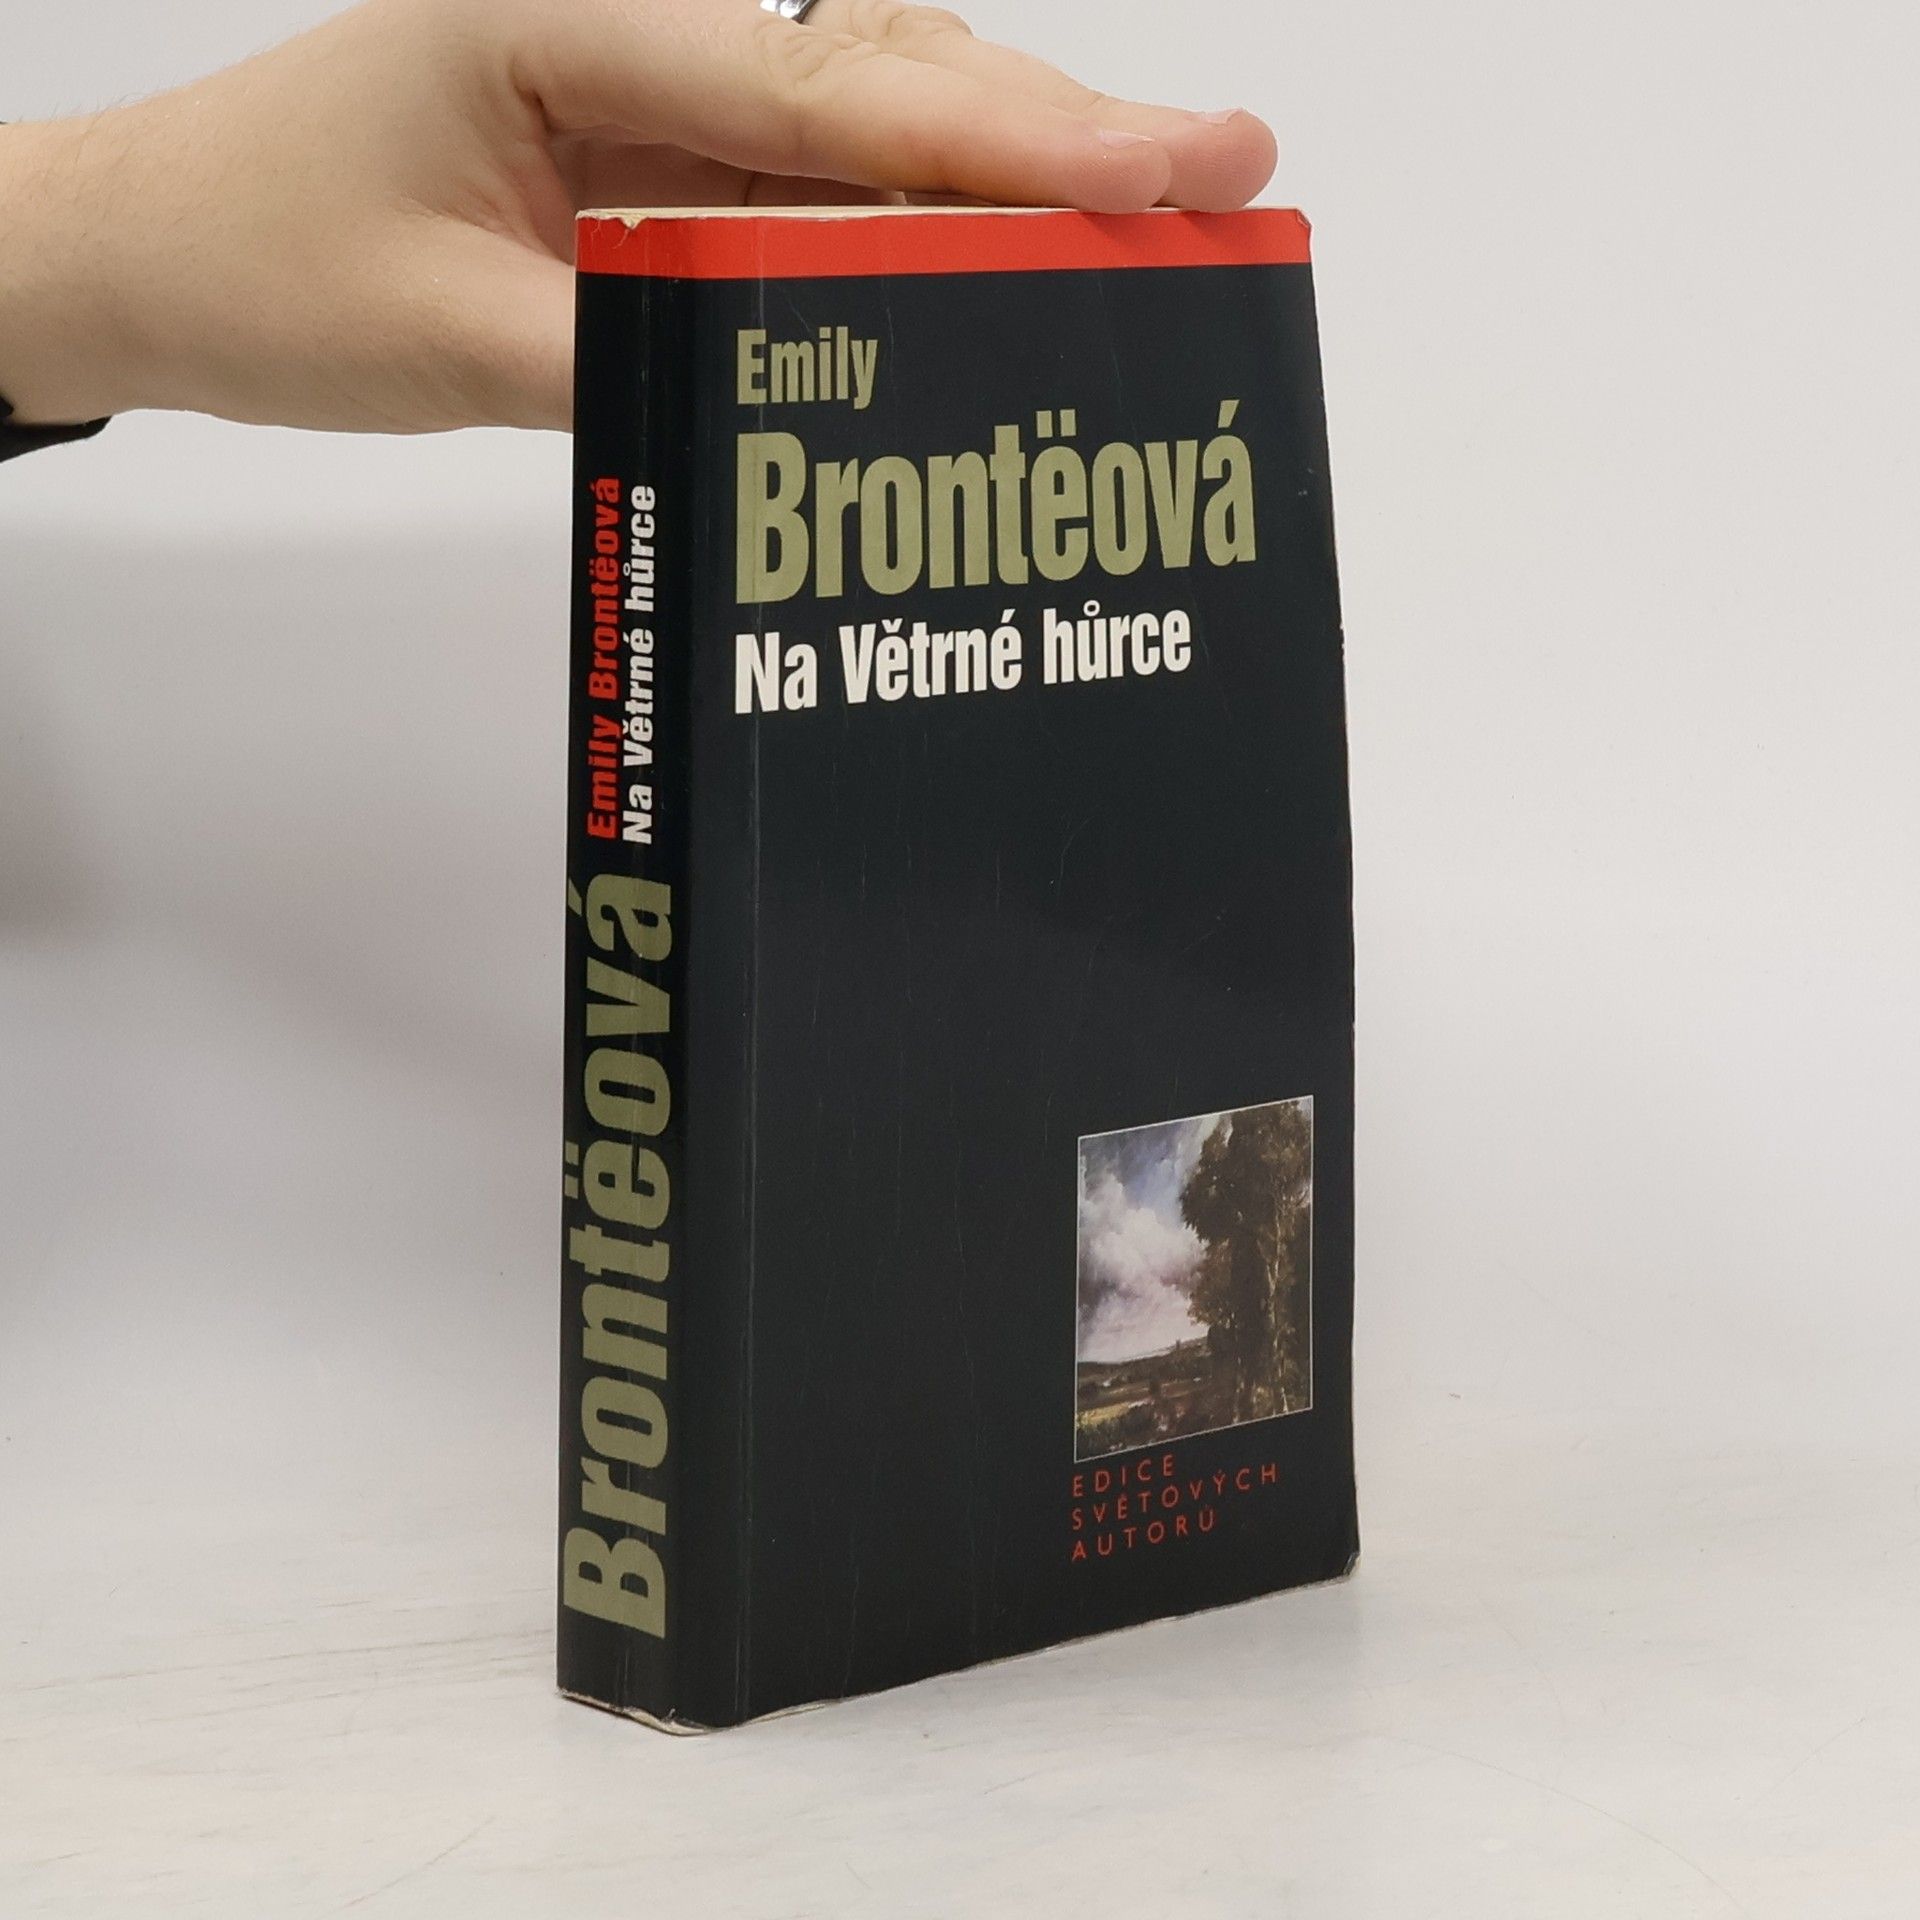 Emily
Brontëová
Na Větrné hůrce
Emily Brontëová
Na Větrné hůrce
Brontëová
EDICE
SVĚTOVÝCH
AUTORŮ